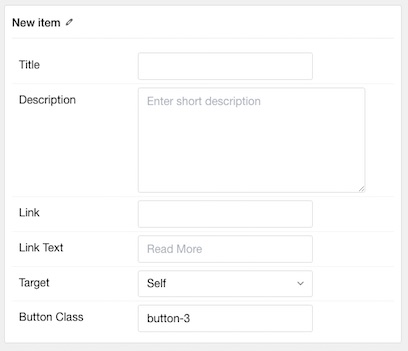 New item
Title
Description
Enter short description
Link
Link Text
Read More
Target
Self
Button Class
button-3